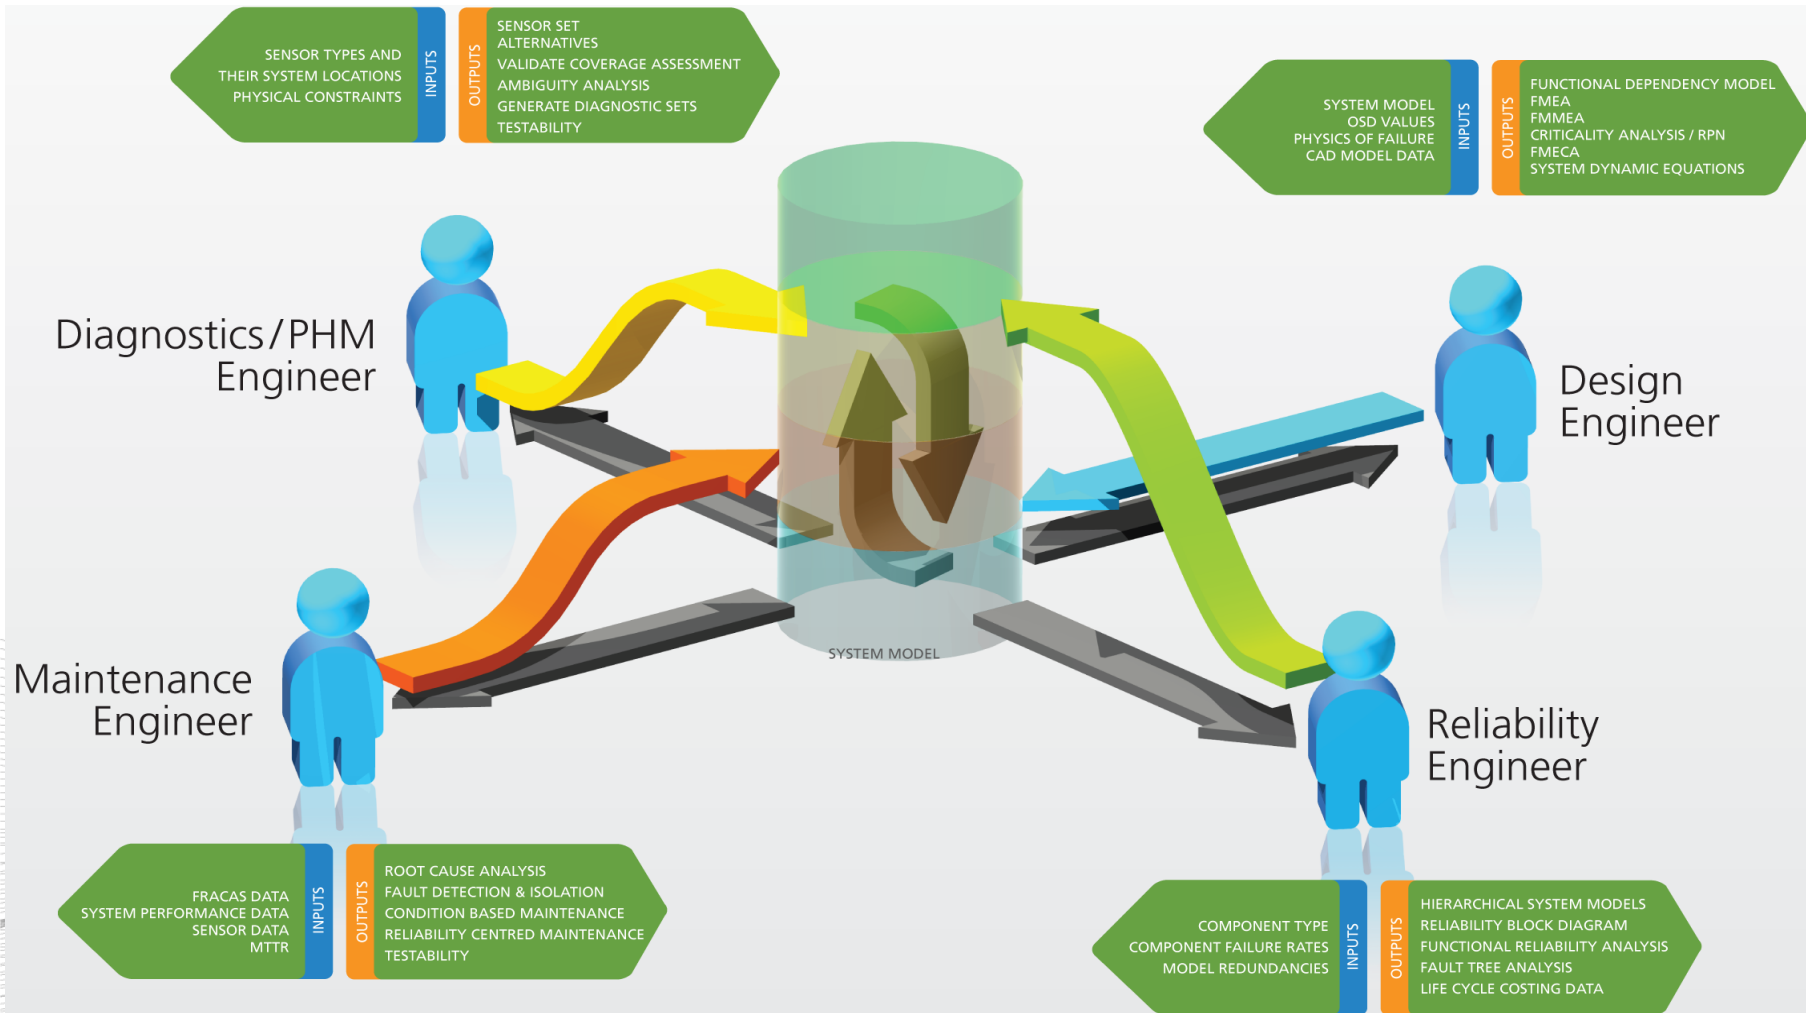 SENSOR TYPES AND
THEIR SYSTEM LOCATIONS
PHYSICAL CONSTRAINTS
INPUTS
OUTPUTS
SENSOR SET
ALTERNATIVES
VALIDATE COVERAGE ASSESSMENT
AMBIGUITY ANALYSIS
GENERATE DIAGNOSTIC SETS
TESTABILITY
SYSTEM MODEL
OSD VALUES
PHYSICS OF FAILURE
CAD MODEL DATA
INPUTS
OUTPUTS
FUNCTIONAL DEPENDENCY MODEL
FMEA
FMMEA
CRITICALITY ANALYSIS / RPN
FMECA
SYSTEM DYNAMIC EQUATIONS
Diagnostics/PHM
Engineer
Design
Engineer
SYSTEM MODEL
Maintenance
Engineer
Reliability
Engineer
FRACAS DATA
SYSTEM PERFORMANCE DATA
SENSOR DATA
MTTR
INPUTS
OUTPUTS
ROOT CAUSE ANALYSIS
FAULT DETECTION & ISOLATION
CONDITION BASED MAINTENANCE
RELIABILITY CENTRED MAINTENANCE
TESTABILITY
COMPONENT TYPE
COMPONENT FAILURE RATES
MODEL REDUNDANCIES
INPUTS
OUTPUTS
HIERARCHICAL SYSTEM MODELS
RELIABILITY BLOCK DIAGRAM
FUNCTIONAL RELIABILITY ANALYSIS
FAULT TREE ANALYSIS
LIFE CYCLE COSTING DATA